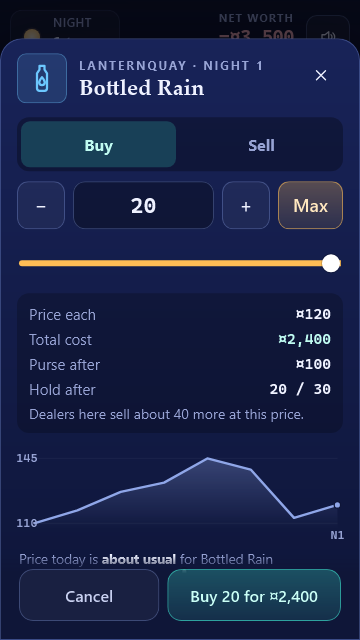 NIGHT
NET WORTH
−¤3,500
LANTERNQUAY · NIGHT 1
Bottled Rain
×
Buy
Sell
−
20
+
Max
Price each
¤120
Total cost
¤2,400
Purse after
¤100
Hold after
20 / 30
Dealers here sell about 40 more at this price.
145
110
N1
Price today is about usual for Bottled Rain
Cancel
Buy 20 for ¤2,400